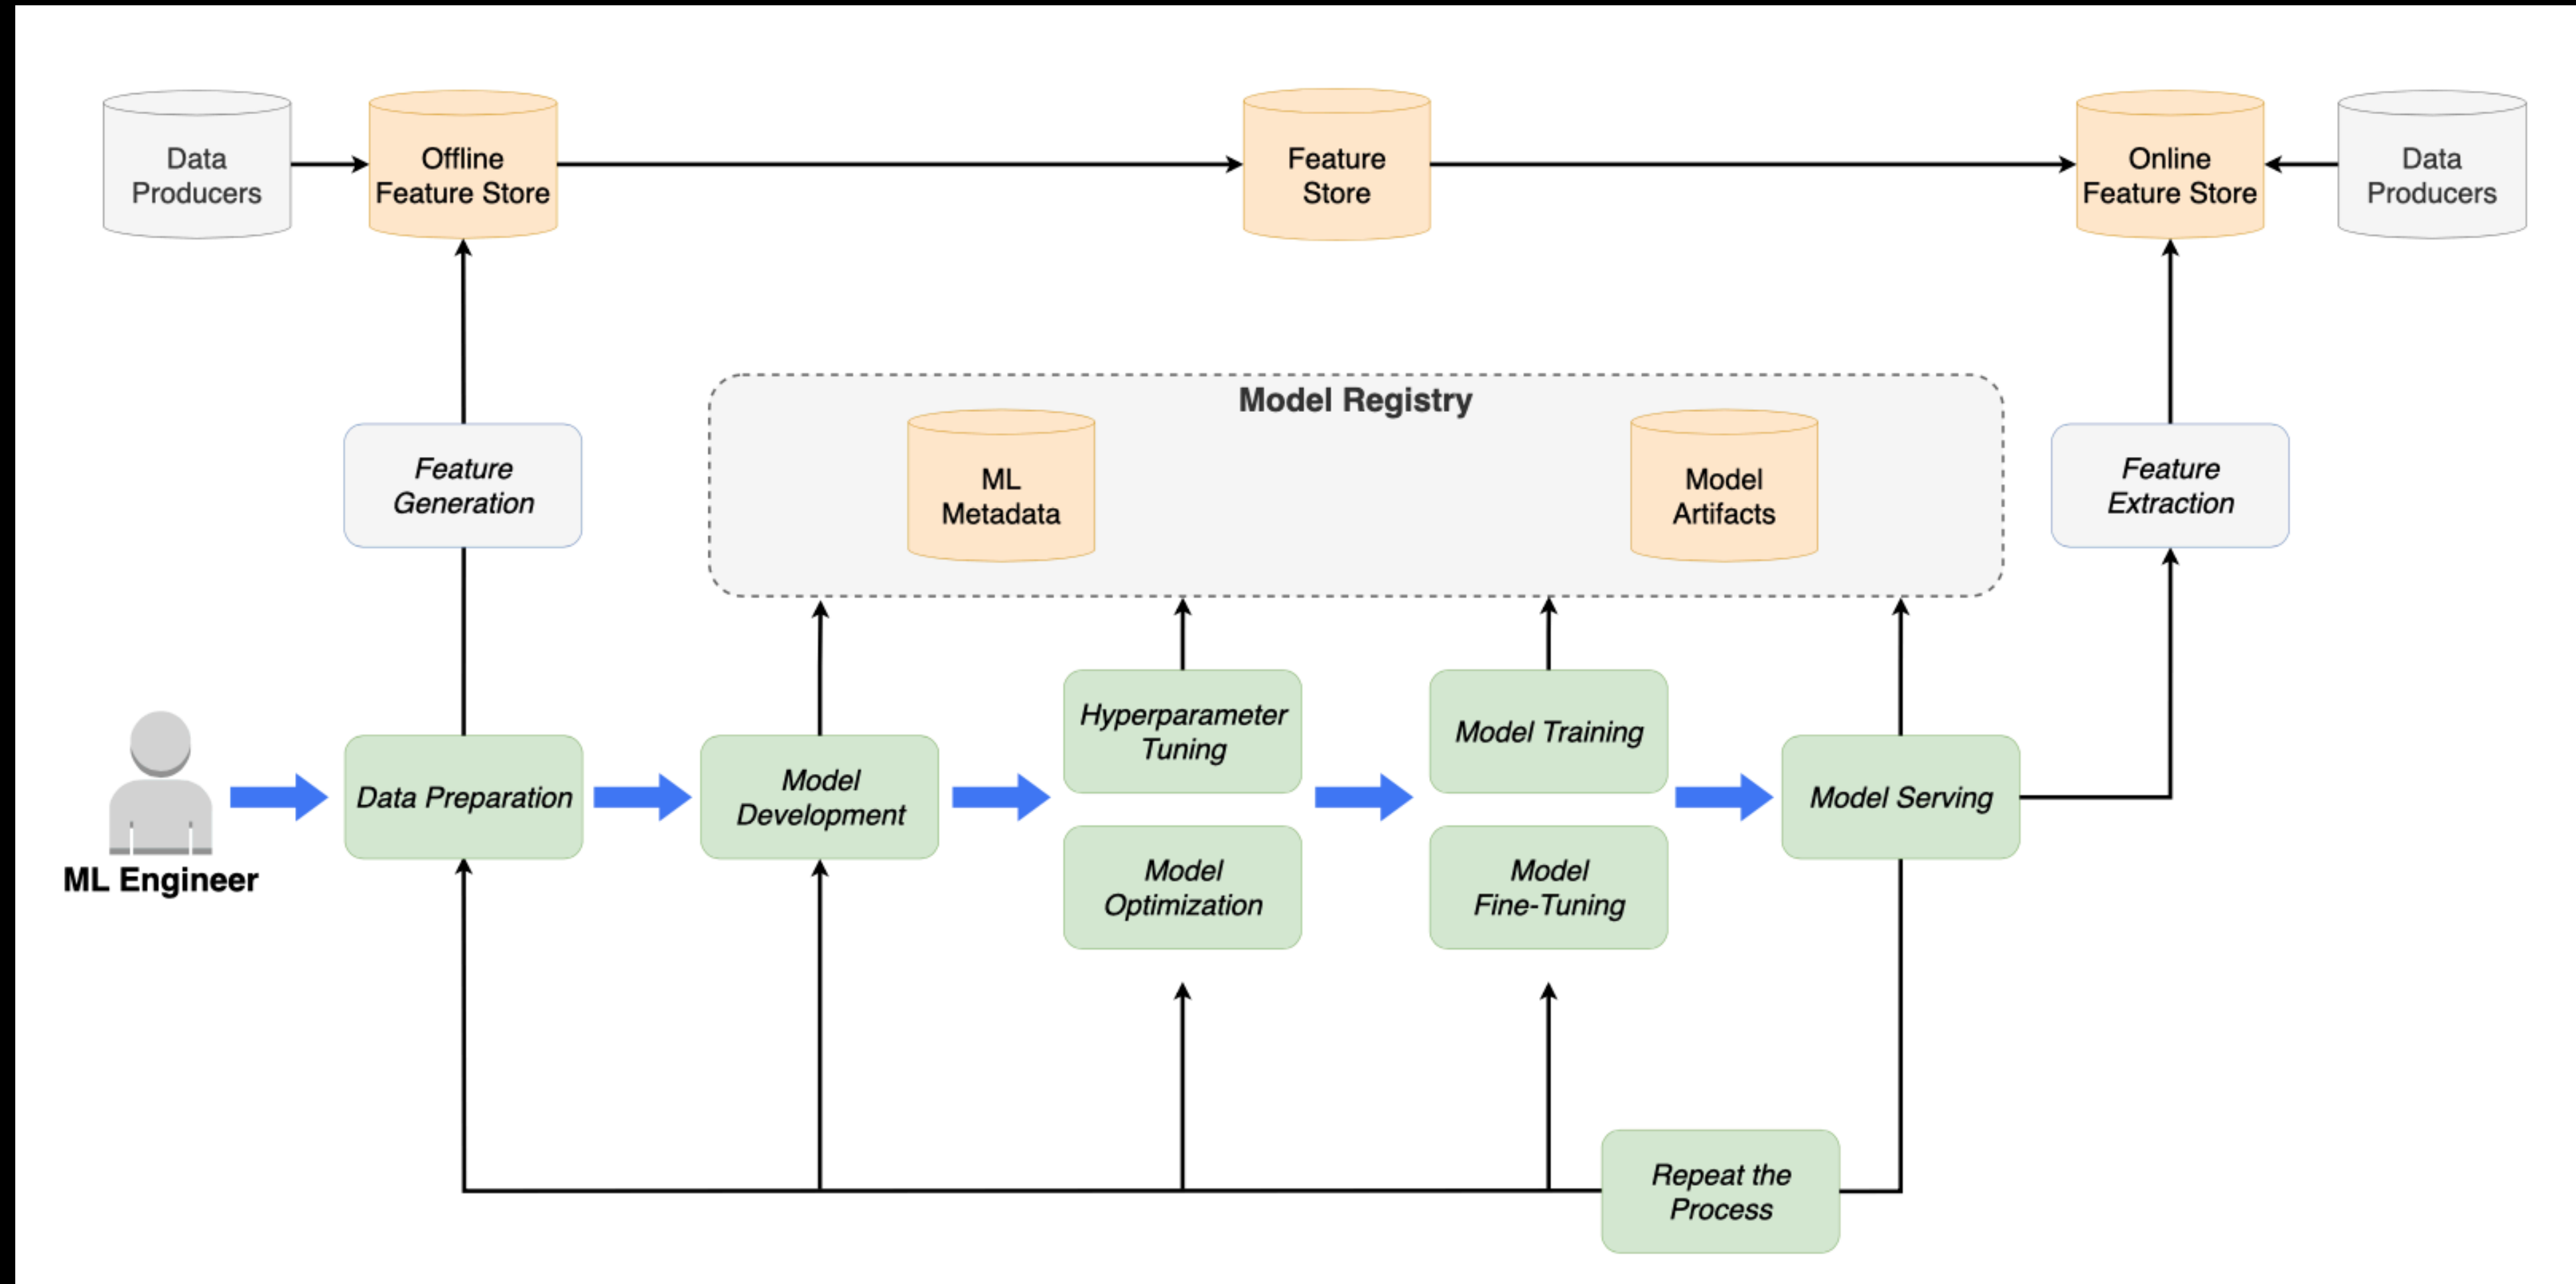 Data
Producers
Offline
Feature Store
Feature
Store
Online
Feature Store
Data
Producers
Model Registry
ML
Metadata
Model
Artifacts
Feature
Generation
Feature
Extraction
Hyperparameter
Tuning
Model Training
Data Preparation
Model
Development
Model Serving
Model
Optimization
Model
Fine-Tuning
ML Engineer
Repeat the
Process